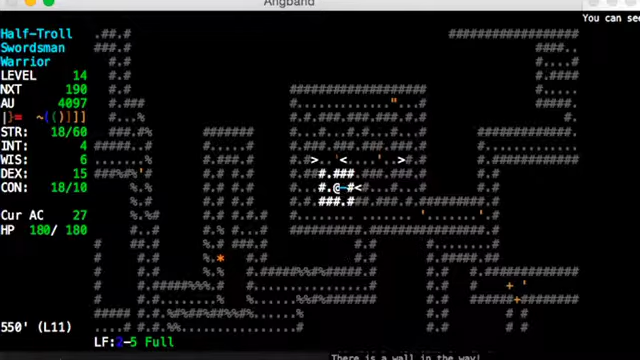 Angband
You can see
Half-Troll
Swordsman
Warrior
LEVEL 14
NXT 190
AU 4097
STR: 18/60
INT: 4
WIS: 6
DEX: 15
CON: 18/10
Cur AC 27
HP 180/ 180
550' (L11)
LF:2-5 Full
There is a wall in the way!